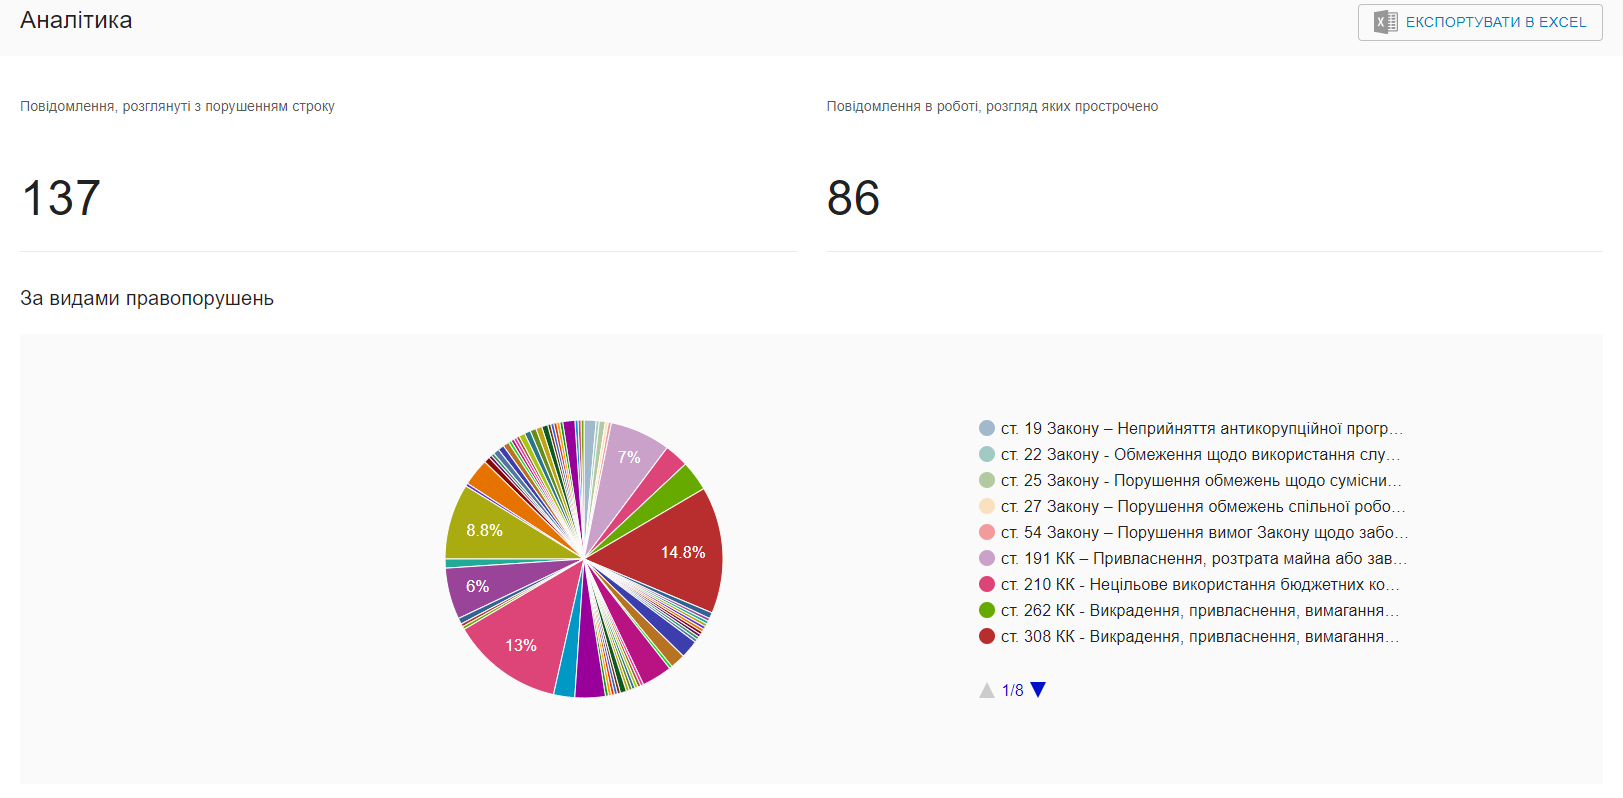 Аналітика
ЕКСПОРТУВАТИ В EXCEL
Повідомлення, розглянуті з порушенням строку
Повідомлення в роботі, розгляд яких прострочено
137
86
За видами правопорушень
7%
14.8%
13%
6%
8.8%
ст. 19 Закону – Неприйняття антикорупційної прогр...
ст. 22 Закону - Обмеження щодо використання слу...
ст. 25 Закону - Порушення обмежень щодо сумісни...
ст. 27 Закону – Порушення обмежень спільної робо...
ст. 54 Закону – Порушення вимог Закону щодо забо...
ст. 191 КК – Привласнення, розтрата майна або зав...
ст. 210 КК - Нецільове використання бюджетних ко...
ст. 262 КК - Викрадення, привласнення, вимагання...
ст. 308 КК - Викрадення, привласнення, вимагання...
1/8